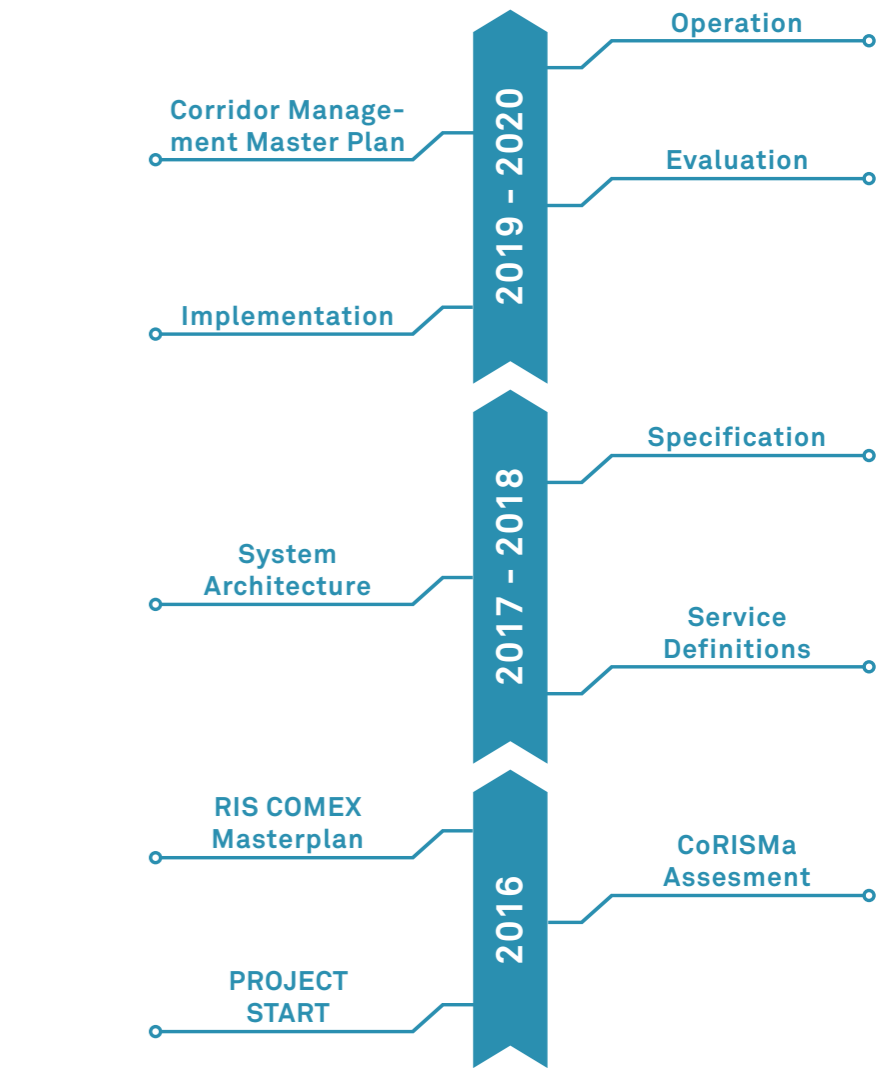 Operation
Corridor Manage-
ment Master Plan
Evaluation
2019 - 2020
Implementation
Specification
2017 - 2018
System
Architecture
Service
Definitions
RIS COMEX
Masterplan
CoRISMa
Assesment
2016
PROJECT
START